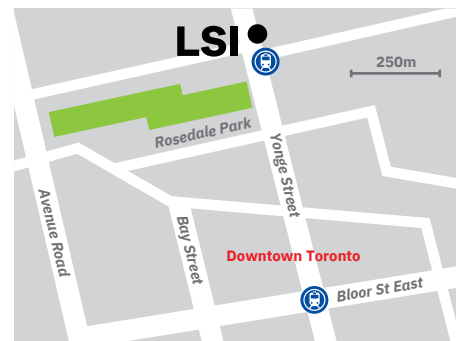 LSI
250m
Rosedale Park
Yonge Street
Avenue Road
Bay Street
Downtown Toronto
Bloor St East